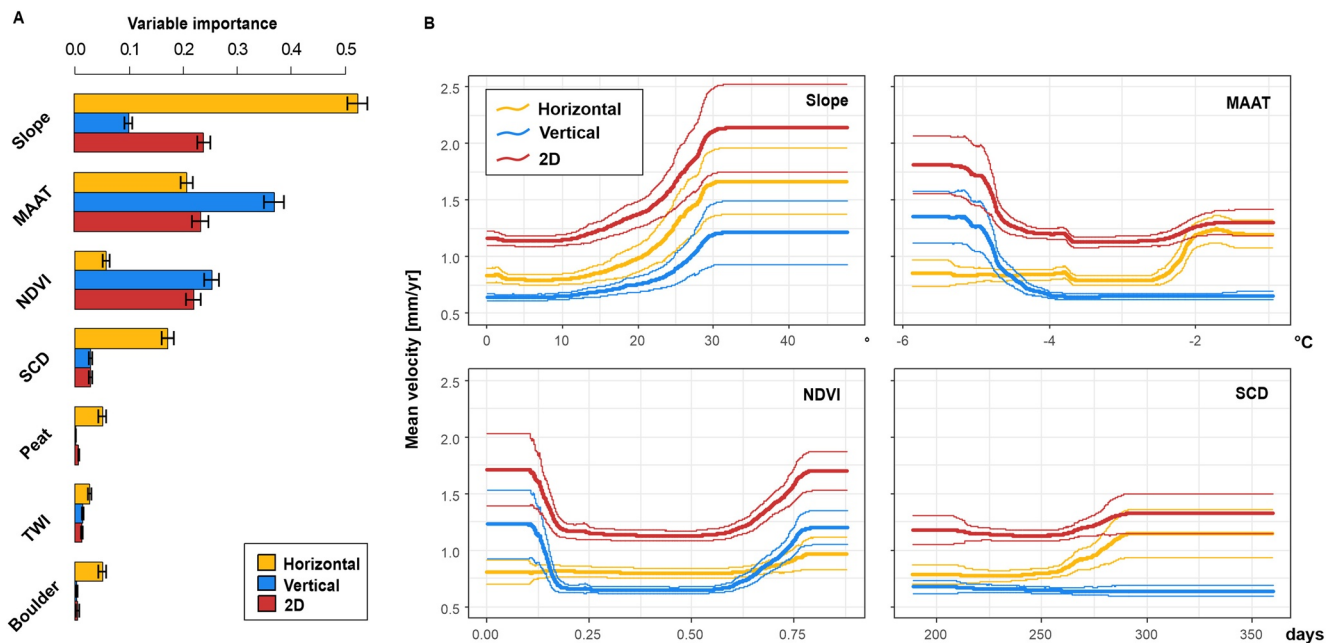 A
Variable importance
0.0 0.1 0.2 0.3 0.4 0.5
Slope
MAAT
NDVI
SCD
Peat
TWI
Boulder
Horizontal
Vertical
2D
B
Mean velocity [mm/yr]
2.5
2.0
1.5
1.0
0.5
Horizontal
Vertical
2D
Slope
0 10 20 30 40 °
MAAT
-6 -4 -2 °C
2.5
2.0
1.5
1.0
0.5
NDVI
0.00 0.25 0.50 0.75
SCD
200 250 300 350 days